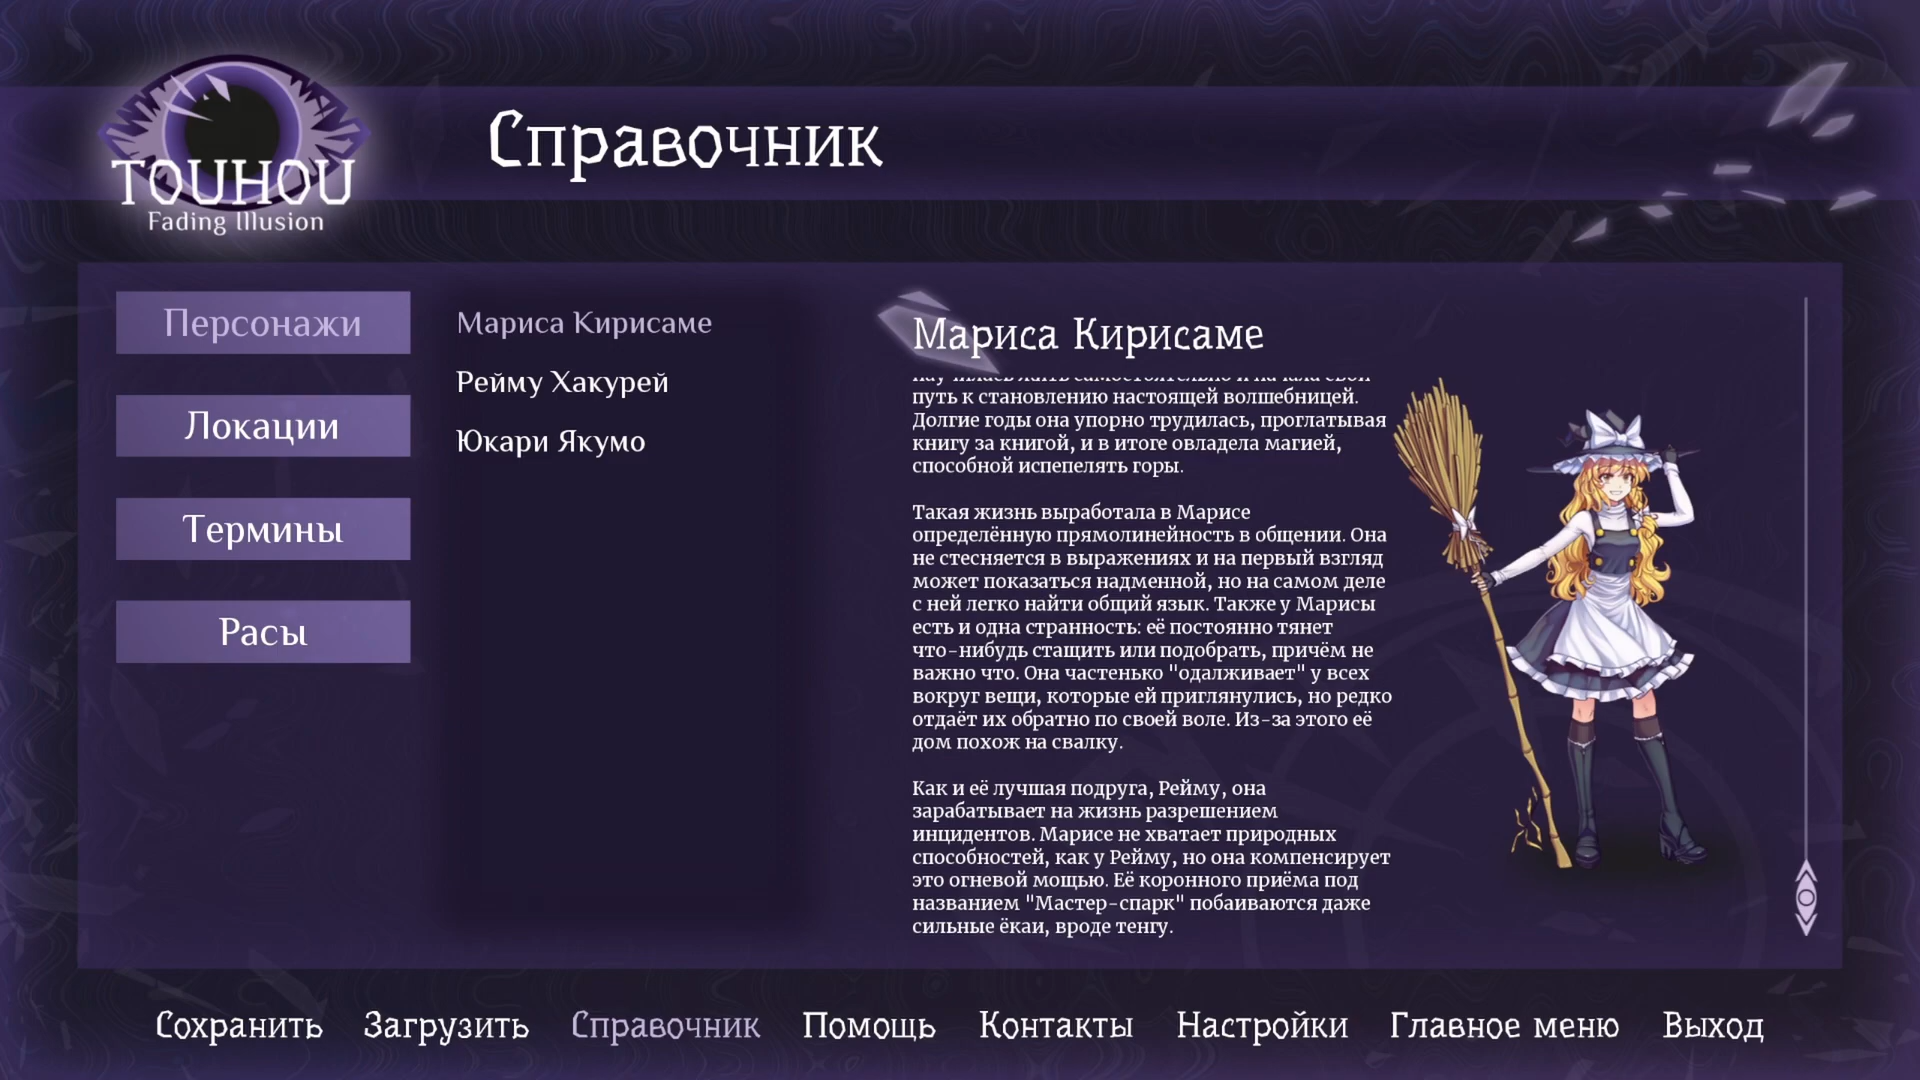 TOUHOU
Fading Illusion
Справочник
Персонажи
Локации
Термины
Расы
Мариса Кирисаме
Рейму Хакурей
Юкари Якумо
Мариса Кирисаме
научилась жить самостоятельно и начала свой
путь к становлению настоящей волшебницей.
Долгие годы она упорно трудилась, проглатывая
книгу за книгой, и в итоге овладела магией,
способной испепелять горы.
Такая жизнь выработала в Марисе
определённую прямолинейность в общении. Она
не стесняется в выражениях и на первый взгляд
может показаться надменной, но на самом деле
с ней легко найти общий язык. Также у Марисы
есть и одна странность: её постоянно тянет
что-нибудь стащить или подобрать, причём не
важно что. Она частенько "одалживает" у всех
вокруг вещи, которые ей приглянулись, но редко
отдаёт их обратно по своей воле. Из-за этого её
дом похож на свалку.
Как и её лучшая подруга, Рейму, она
зарабатывает на жизнь разрешением
инцидентов. Марисе не хватает природных
способностей, как у Рейму, но она компенсирует
это огневой мощью. Её коронного приёма под
названием "Мастер-спарк" побаиваются даже
сильные ёкаи, вроде тенгу.
Сохранить
Загрузить
Справочник
Помощь
Контакты
Настройки
Главное меню
Выход